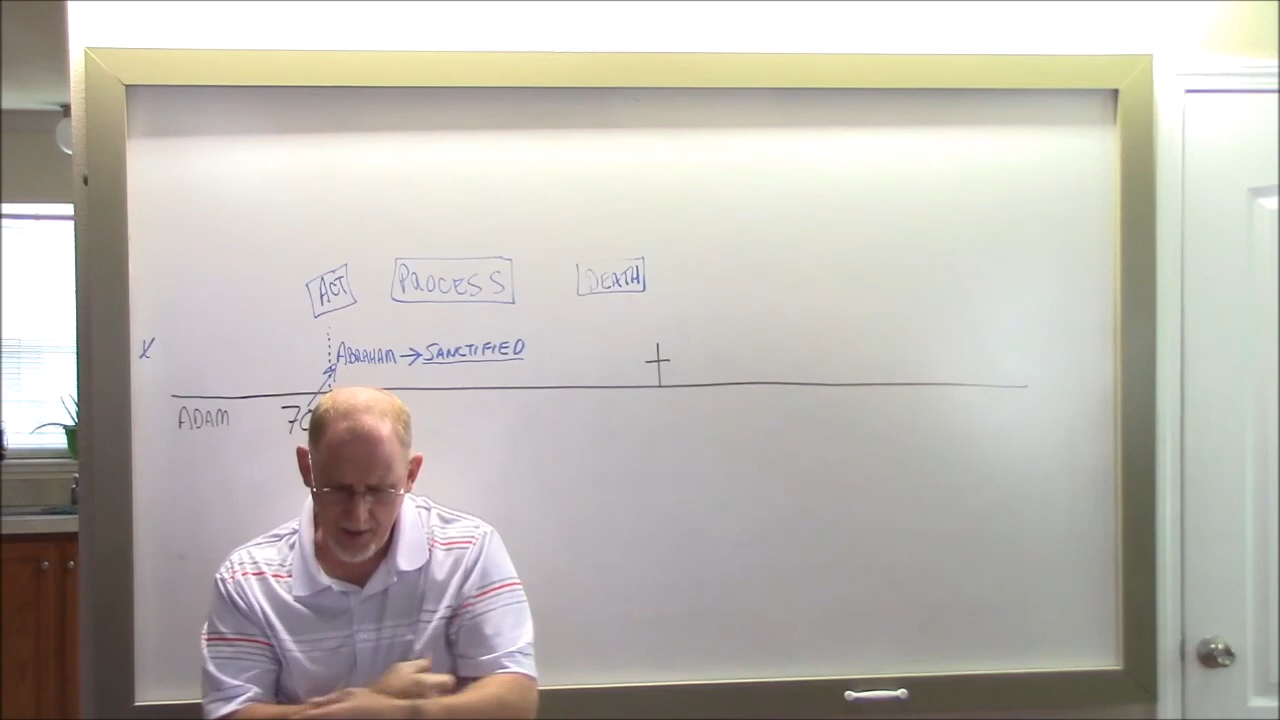 ACT PROCESS DEATH
ABRAHAM → SANCTIFIED
ADAM